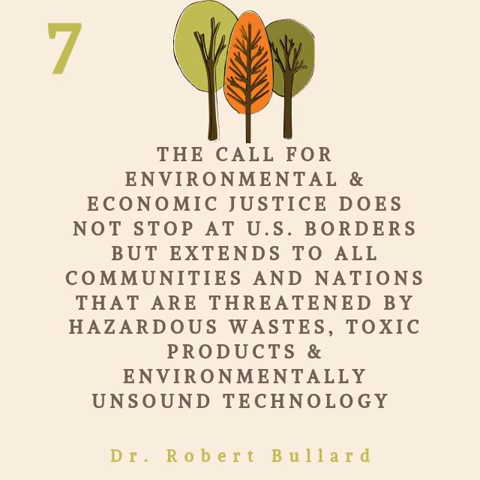 7
THE CALL FOR
ENVIRONMENTAL &
ECONOMIC JUSTICE DOES
NOT STOP AT U.S. BORDERS
BUT EXTENDS TO ALL
COMMUNITIES AND NATIONS
THAT ARE THREATENED BY
HAZARDOUS WASTES, TOXIC
PRODUCTS &
ENVIRONMENTALLY
UNSOUND TECHNOLOGY
Dr. Robert Bullard